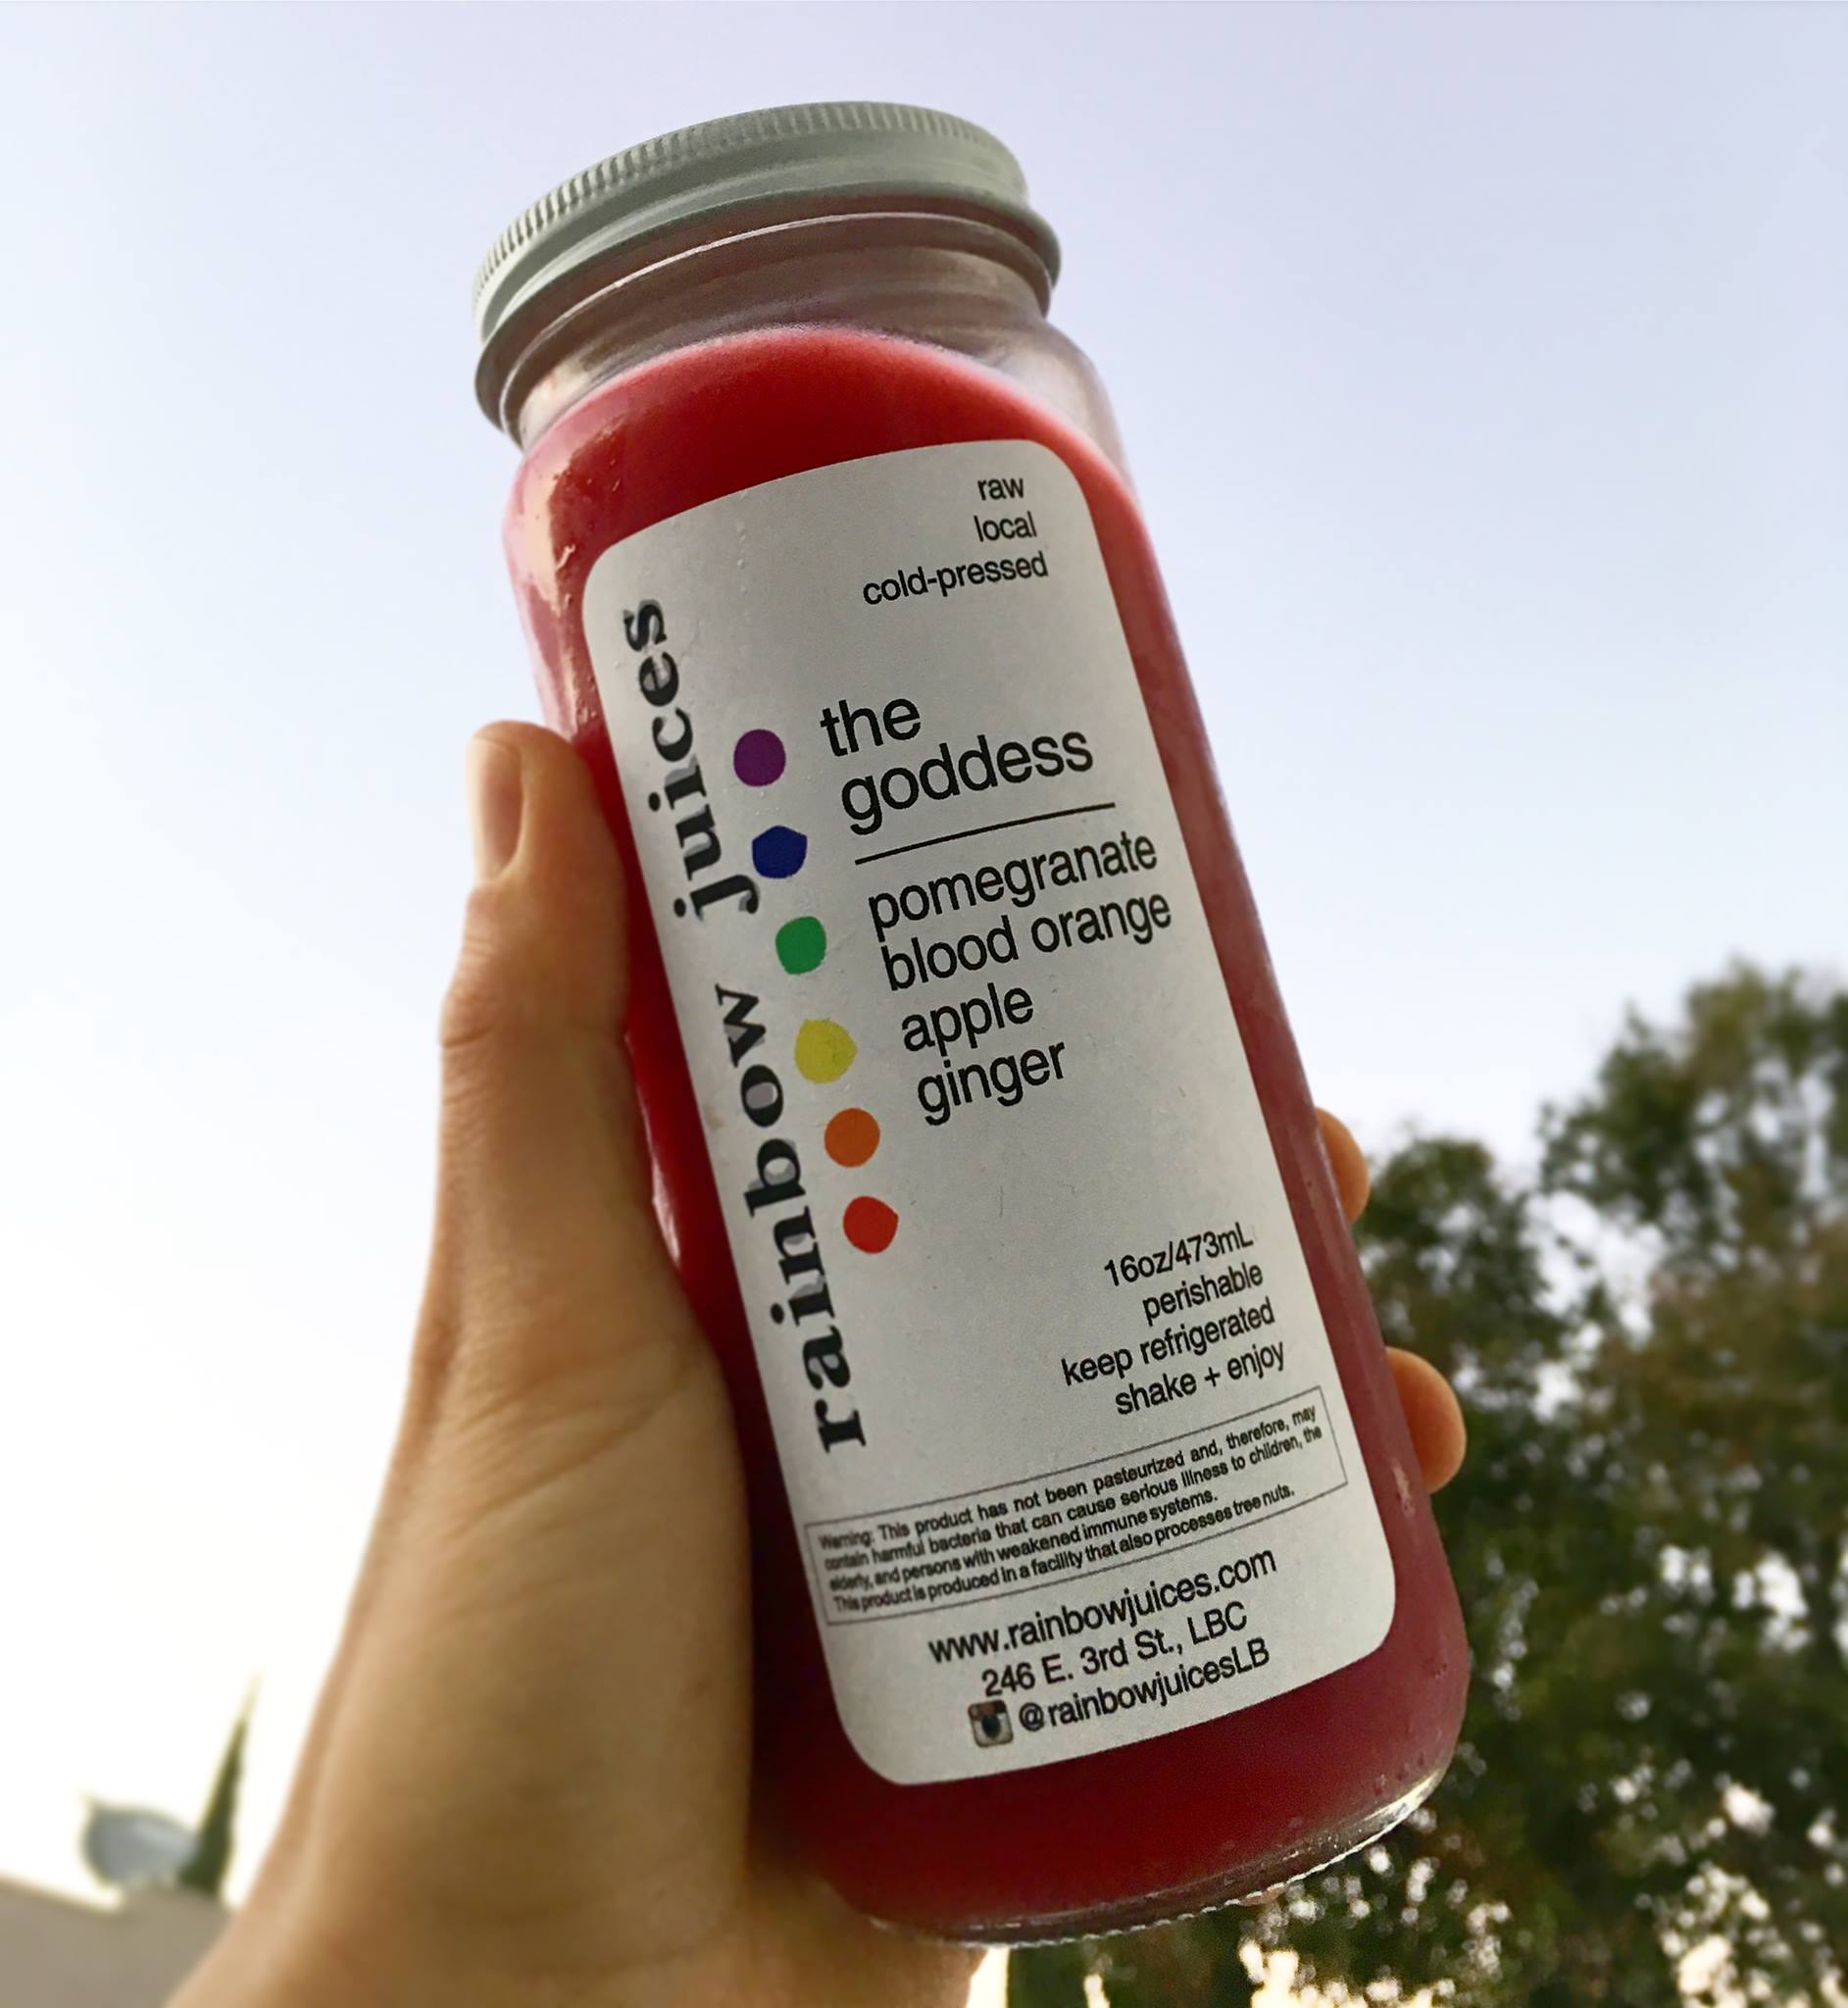 raw
local
cold-pressed
rainbow juices
the
goddess
pomegranate
blood orange
apple
ginger
16oz/473mL
perishable
keep refrigerated
shake + enjoy
Warning: This product has not been pasteurized and, therefore, may
contain harmful bacteria that can cause serious illness to children, the
elderly, and persons with weakened immune systems.
This product is produced in a facility that also processes tree nuts.
www.rainbowjuices.com
246 E. 3rd St., LBC
@rainbowjuicesLB